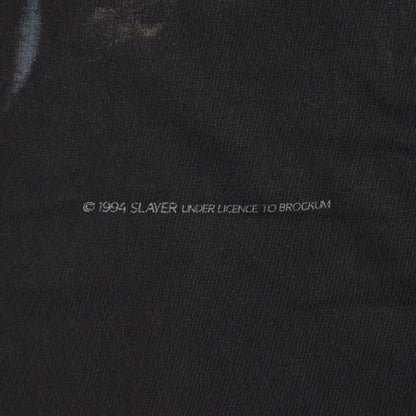 © 1994 SLAYER UNDER LICENCE TO BROCKUM